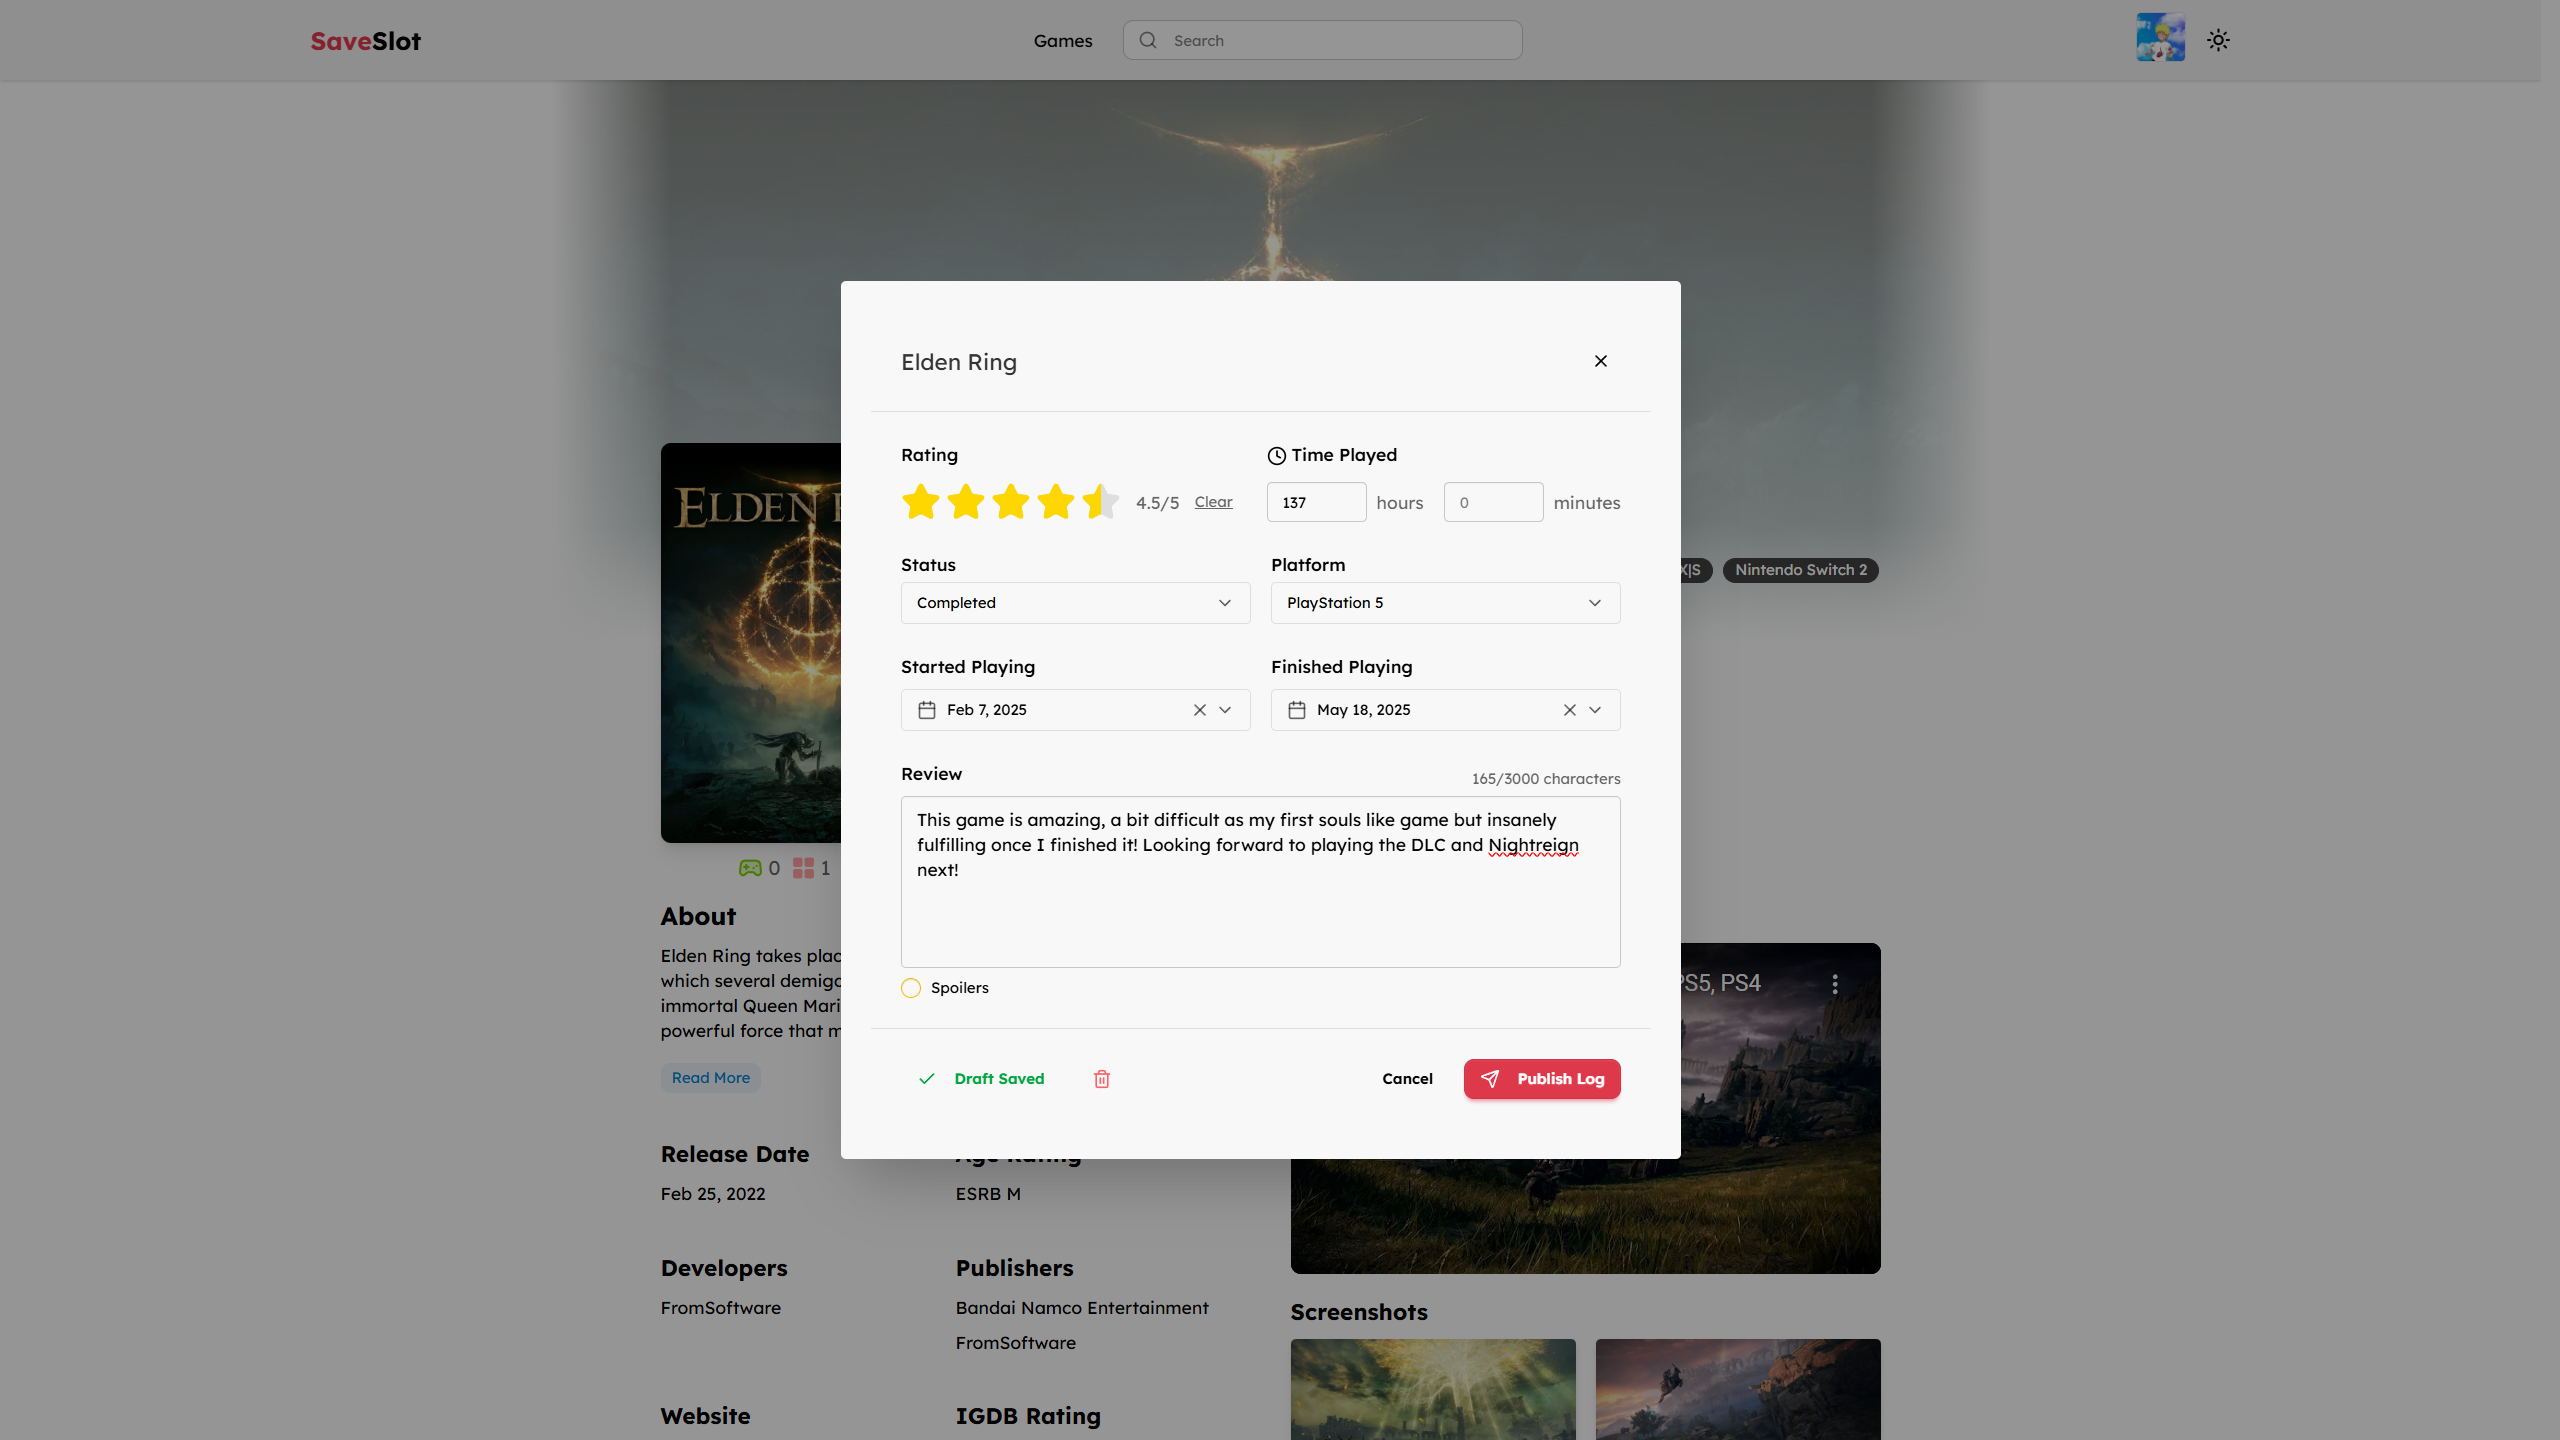 SaveSlot
Games
Search
Elden Ring
Rating
Time Played
4.5/5
Clear
137
hours
0
minutes
Status
Platform
Completed
PlayStation 5
Started Playing
Finished Playing
Feb 7, 2025
May 18, 2025
Review
165/3000 characters
This game is amazing, a bit difficult as my first souls like game but insanely
fulfilling once I finished it! Looking forward to playing the DLC and Nightreign
next!
Spoilers
Draft Saved
Cancel
Publish Log
X|S
Nintendo Switch 2
ELDEN
0
1
About
Elden Ring takes plac
which several demigo
immortal Queen Mari
powerful force that m
Read More
PS5, PS4
Release Date
Age Rating
Feb 25, 2022
ESRB M
Developers
Publishers
FromSoftware
Bandai Namco Entertainment
FromSoftware
Screenshots
Website
IGDB Rating